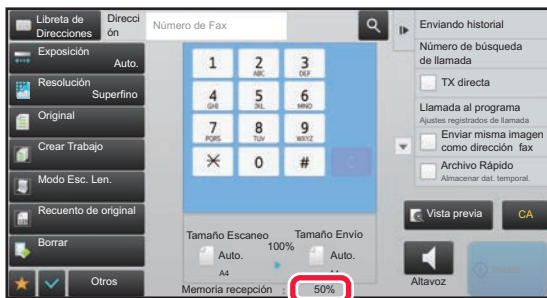 Libreta de
Direcciones
Direcci
ón
Número de Fax
Exposición
Auto.
Resolución
Superfino
Original
Crear Trabajo
Modo Esc. Len.
Recuento de original
Borrar
Otros
1
2
ABC
3
DEF
4
GHI
5
JKL
6
MNO
7
PQRS
8
TUV
9
WXYZ
0
#
C
Tamaño Escaneo
100%
Tamaño Envio
Auto.
A4
Auto.
A4
Memoria recepción : 50%
Enviando historial
Número de búsqueda
de llamada
TX directa
Llamada al programa
Ajustes registrados de llamada
Enviar misma imagen
como dirección fax
Archivo Rápido
Almacenar dat. temporal.
Vista previa
CA
Altavoz